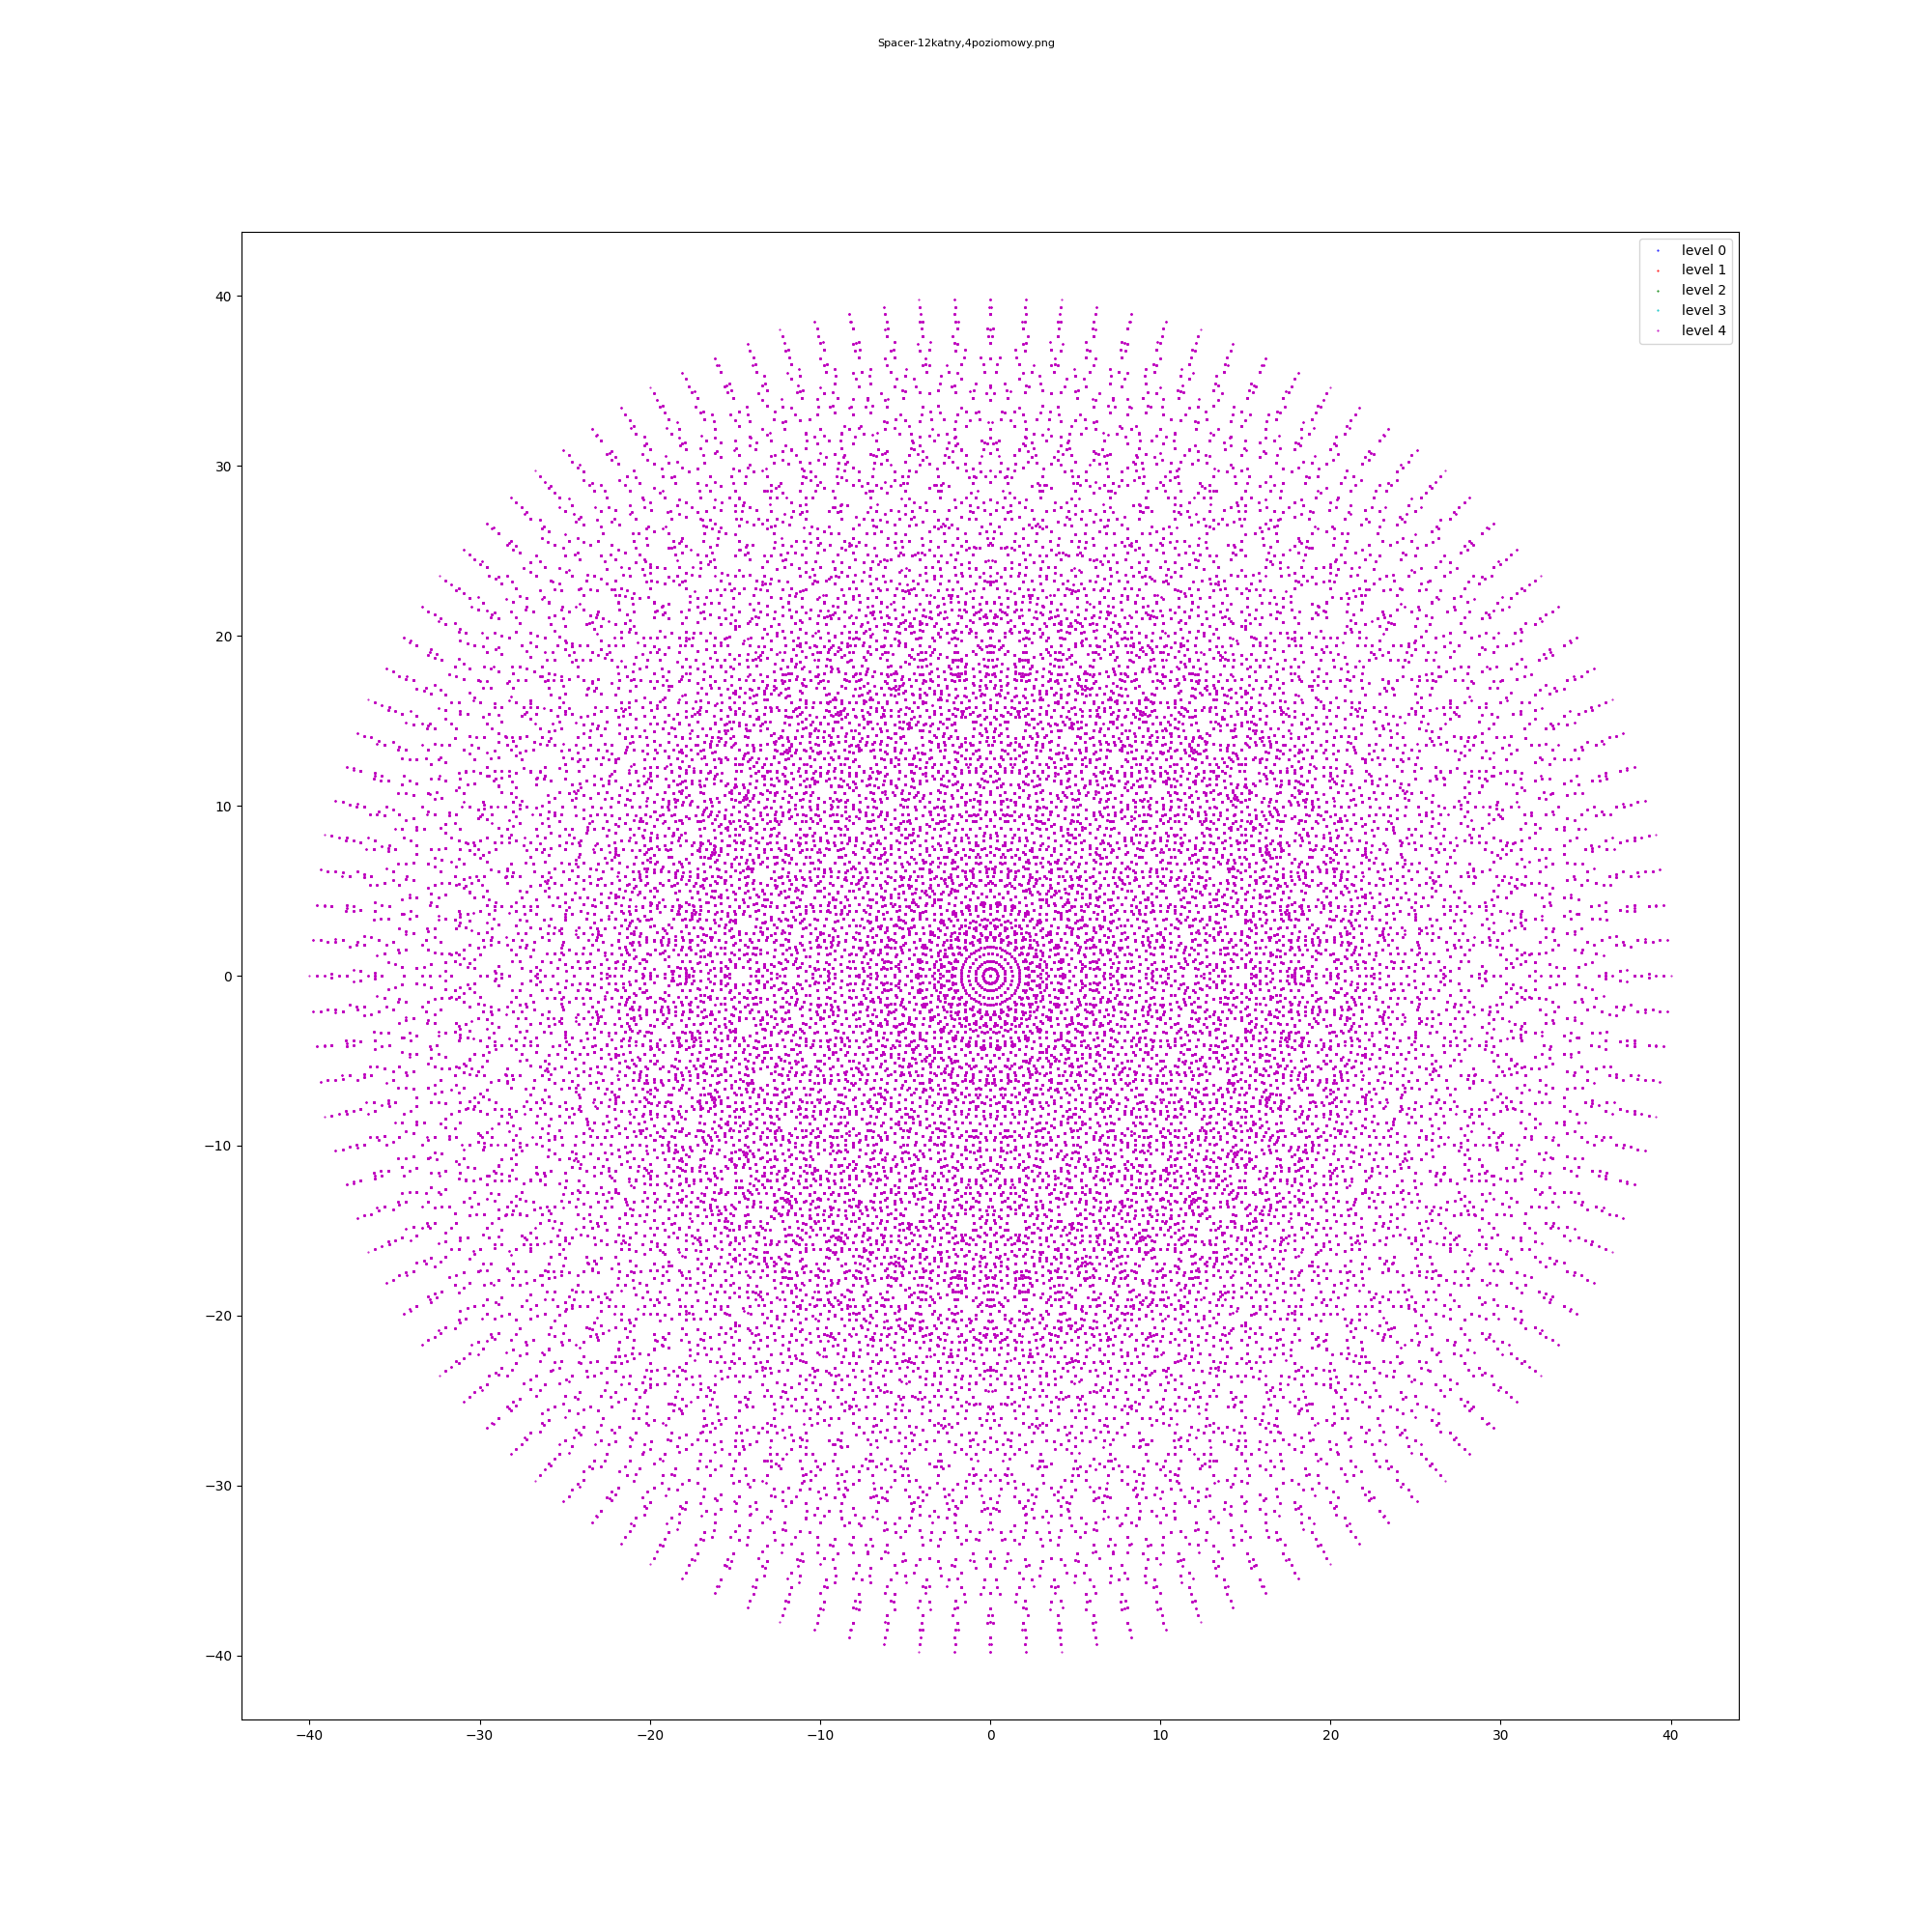 Spacer-12katny,4poziomowy.png
level 0
level 1
level 2
level 3
level 4
40
30
20
10
0
−10
−20
−30
−40
−40 −30 −20 −10 0 10 20 30 40